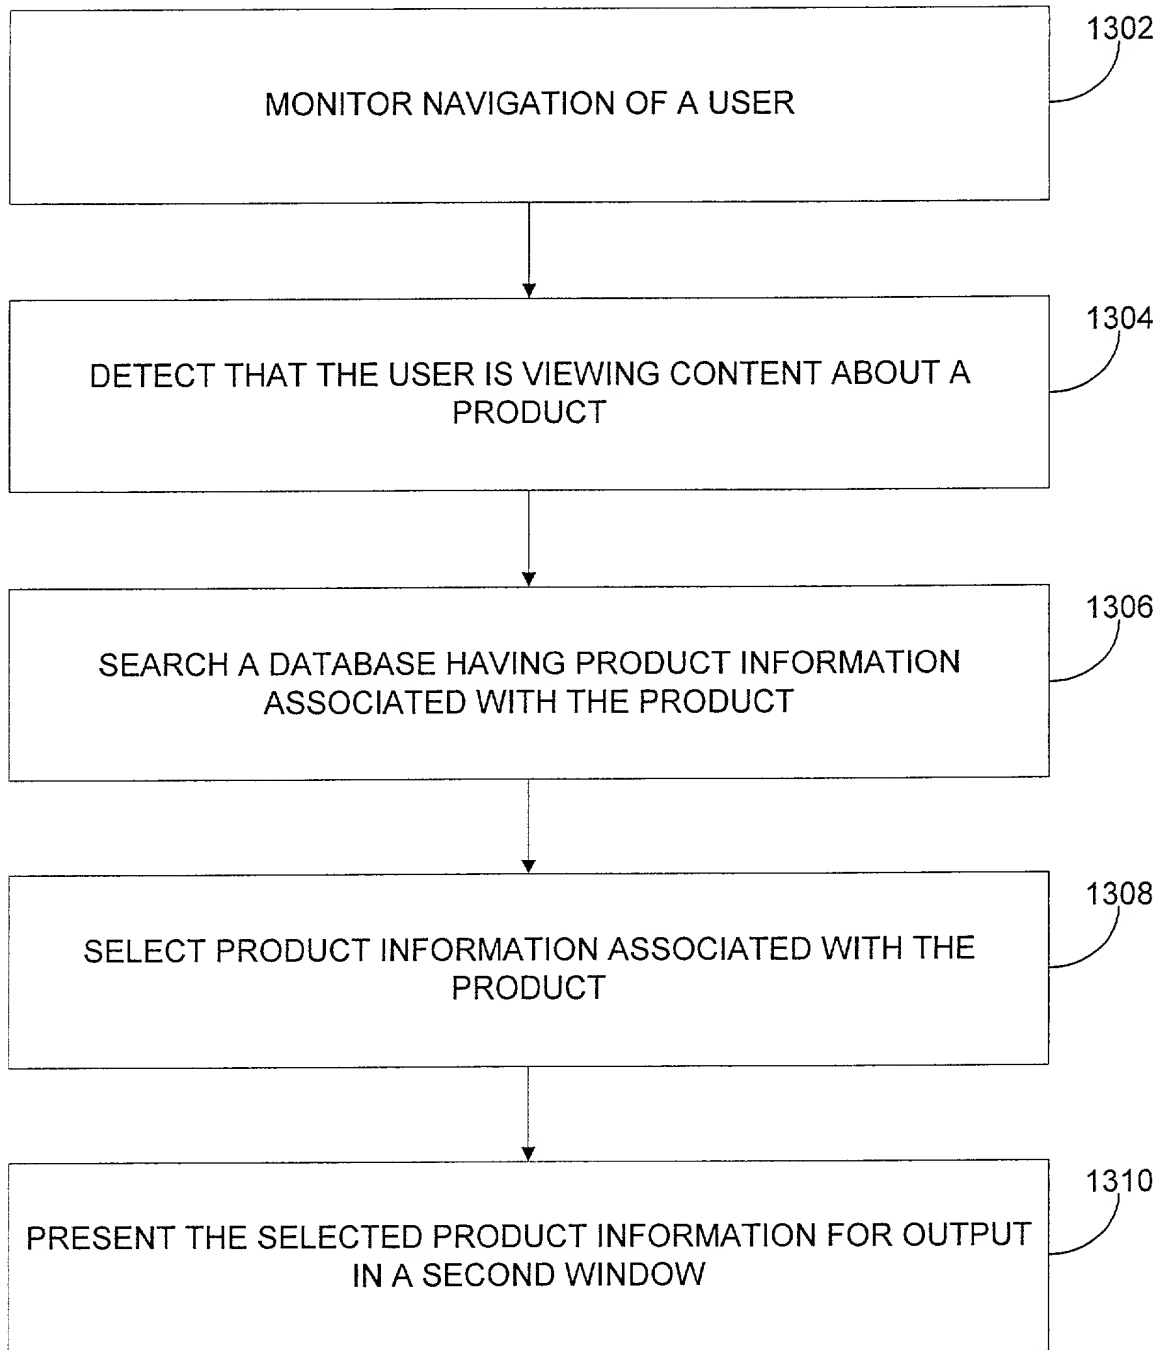 1302
MONITOR NAVIGATION OF A USER
1304
DETECT THAT THE USER IS VIEWING CONTENT ABOUT A
PRODUCT
1306
SEARCH A DATABASE HAVING PRODUCT INFORMATION
ASSOCIATED WITH THE PRODUCT
1308
SELECT PRODUCT INFORMATION ASSOCIATED WITH THE
PRODUCT
1310
PRESENT THE SELECTED PRODUCT INFORMATION FOR OUTPUT
IN A SECOND WINDOW